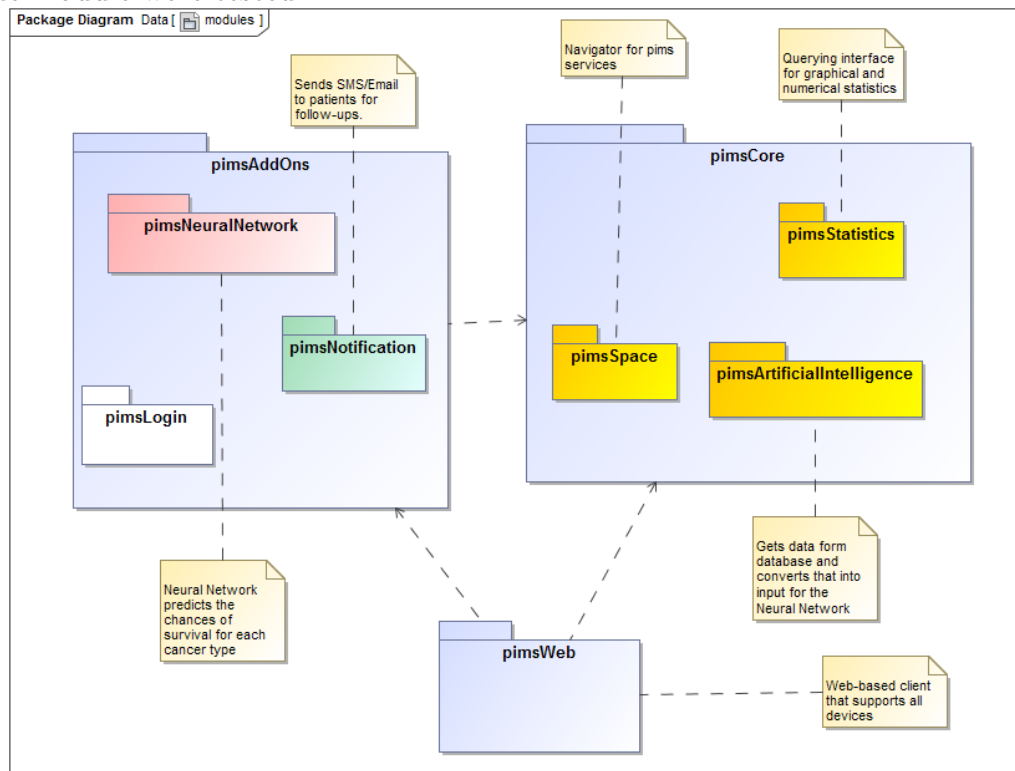 Package Diagram Data [ modules ]
Navigator for pims
services
Querying interface
for graphical and
numerical statistics
Sends SMS/Email
to patients for
follow-ups.
pimsAddOns
pimsCore
pimsNeuralNetwork
pimsStatistics
pimsNotification
pimsSpace
pimsArtificialIntelligence
pimsLogin
Gets data form
database and
converts that into
input for the
Neural Network
Neural Network
predicts the
chances of
survival for each
cancer type
pimsWeb
Web-based client
that supports all
devices